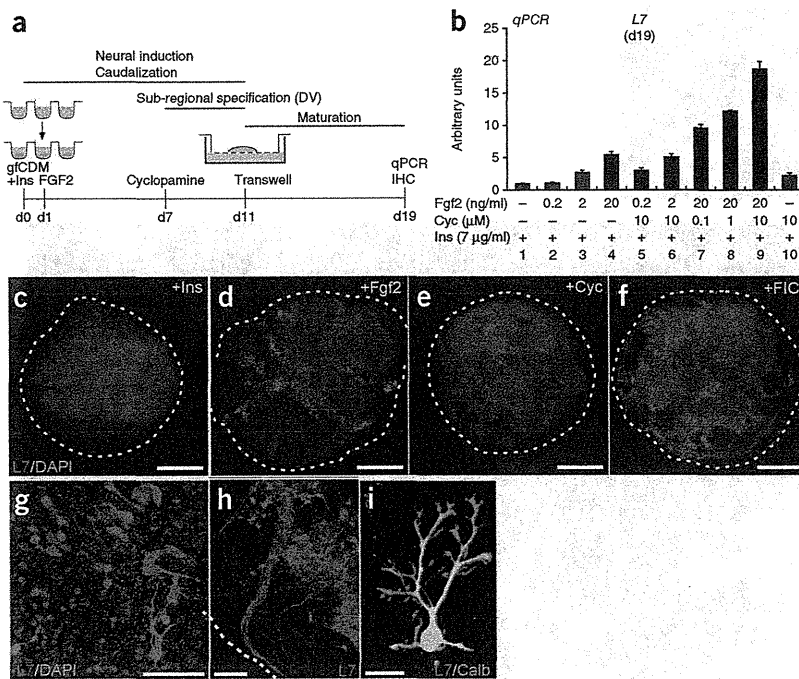 a
Neural induction
Caudalization
Sub-regional specification (DV)
Maturation
gfCDM
+Ins FGF2
Cyclopamine
Transwell
qPCR
IHC
d0 d1 d7 d11 d19
b
qPCR
L7
(d19)
Arbitrary units
25
20
15
10
5
0
Fgf2 (ng/ml) – 0.2 2 20 0.2 2 20 20 20 –
Cyc (μM) – – – – 10 10 0.1 1 10 10
Ins (7 μg/ml) + + + + + + + + + +
1 2 3 4 5 6 7 8 9 10
c +Ins
L7/DAPI
d +Fgf2
e +Cyc
f +FIC
g
L7/DAPI
h
L7
i
L7/Calb